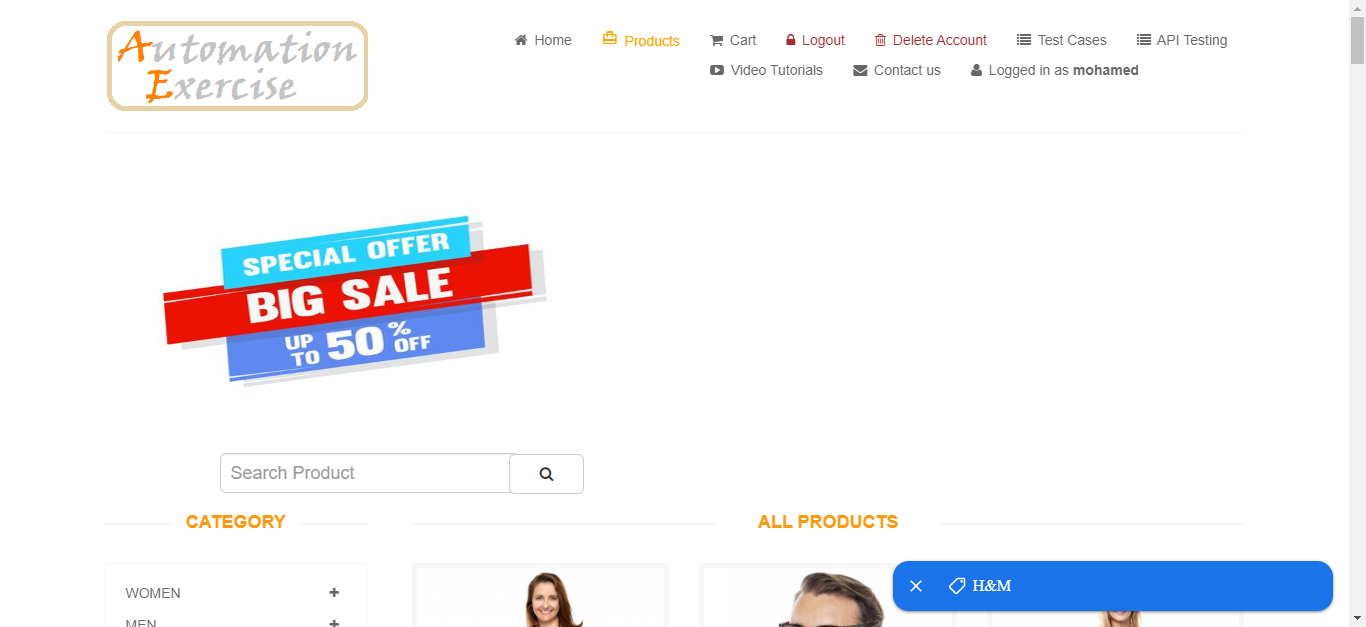 Automation
Exercise
Home Products Cart Logout Delete Account Test Cases API Testing
Video Tutorials Contact us Logged in as mohamed
SPECIAL OFFER
BIG SALE
UP TO 50% OFF
Search Product
CATEGORY
ALL PRODUCTS
WOMEN +
MEN +
H&M